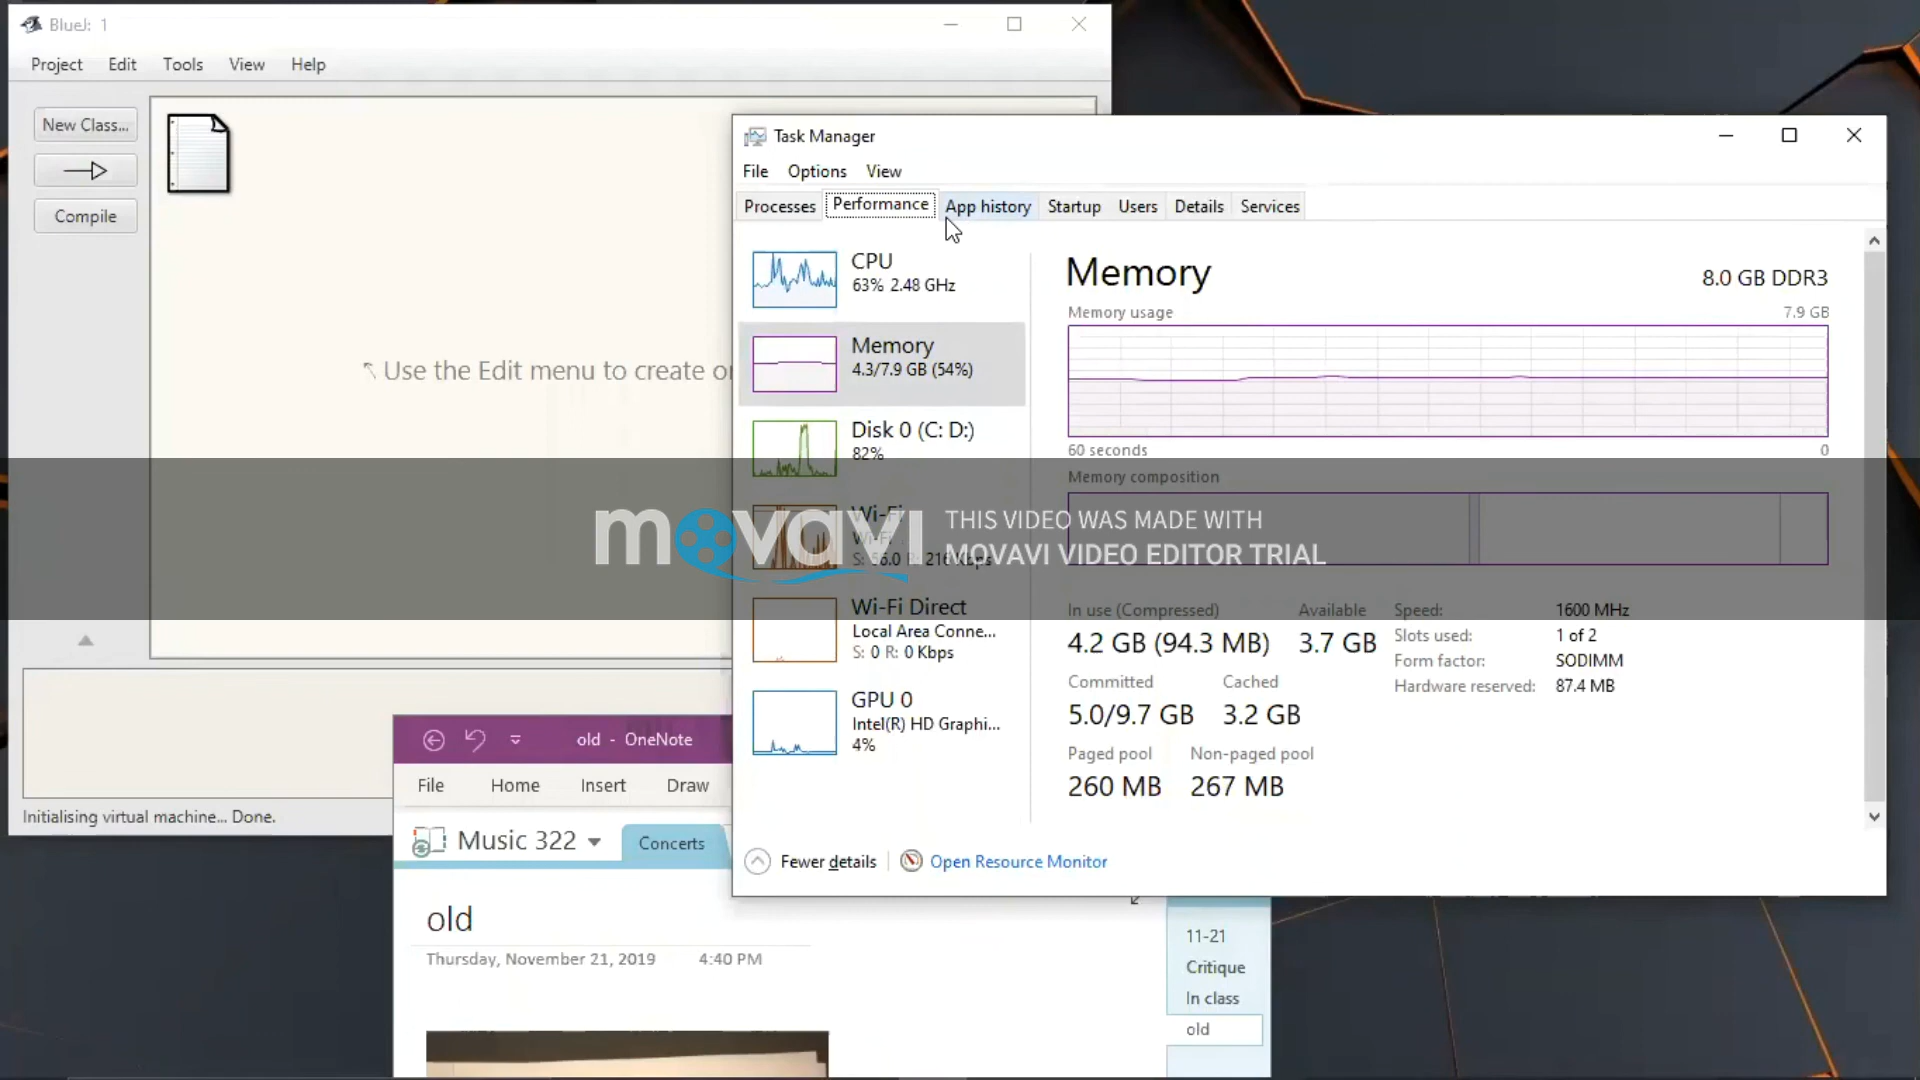 BlueJ: 1
Project Edit Tools View Help
New Class...
Compile
Use the Edit menu to create
Initialising virtual machine... Done.
Task Manager
File Options View
Processes Performance App history Startup Users Details Services
CPU
63% 2.48 GHz
Memory
4.3/7.9 GB (54%)
Disk 0 (C: D:)
82%
Wi-Fi
Wi-Fi
S: 56.0 R: 216 Kbps
Wi-Fi Direct
Local Area Conne...
S: 0 R: 0 Kbps
GPU 0
Intel(R) HD Graphi...
4%
Memory 8.0 GB DDR3
Memory usage 7.9 GB
60 seconds 0
Memory composition
In use (Compressed) Available
4.2 GB (94.3 MB) 3.7 GB
Committed Cached
5.0/9.7 GB 3.2 GB
Paged pool Non-paged pool
260 MB 267 MB
Speed: 1600 MHz
Slots used: 1 of 2
Form factor: SODIMM
Hardware reserved: 87.4 MB
Fewer details Open Resource Monitor
movavi
THIS VIDEO WAS MADE WITH
MOVAVI VIDEO EDITOR TRIAL
old - OneNote
File Home Insert Draw
Music 322 Concerts
old
Thursday, November 21, 2019 4:40 PM
11-21
Critique
In class
old